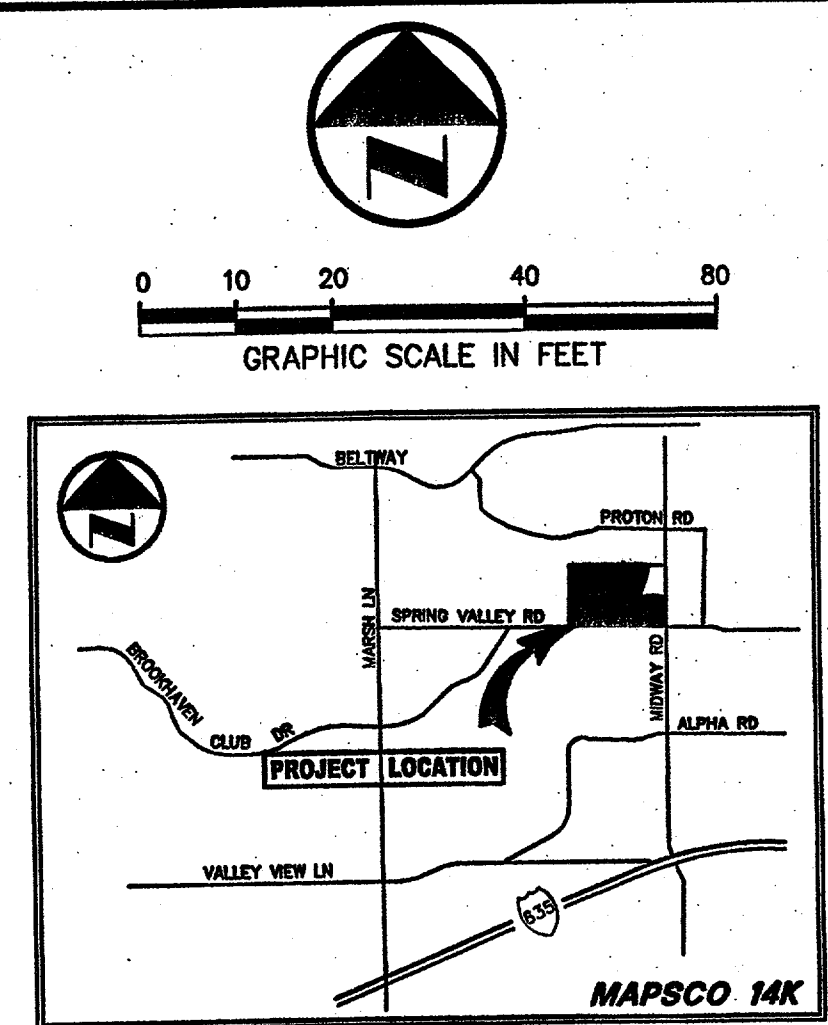 N
0 10 20 40 80
GRAPHIC SCALE IN FEET
N
BELTWAY
PROTON RD
MARSH LN
SPRING VALLEY RD
BROOKHAVEN
CLUB
DR
MIDWAY RD
ALPHA RD
PROJECT LOCATION
VALLEY VIEW LN
635
MAPSCO 14K